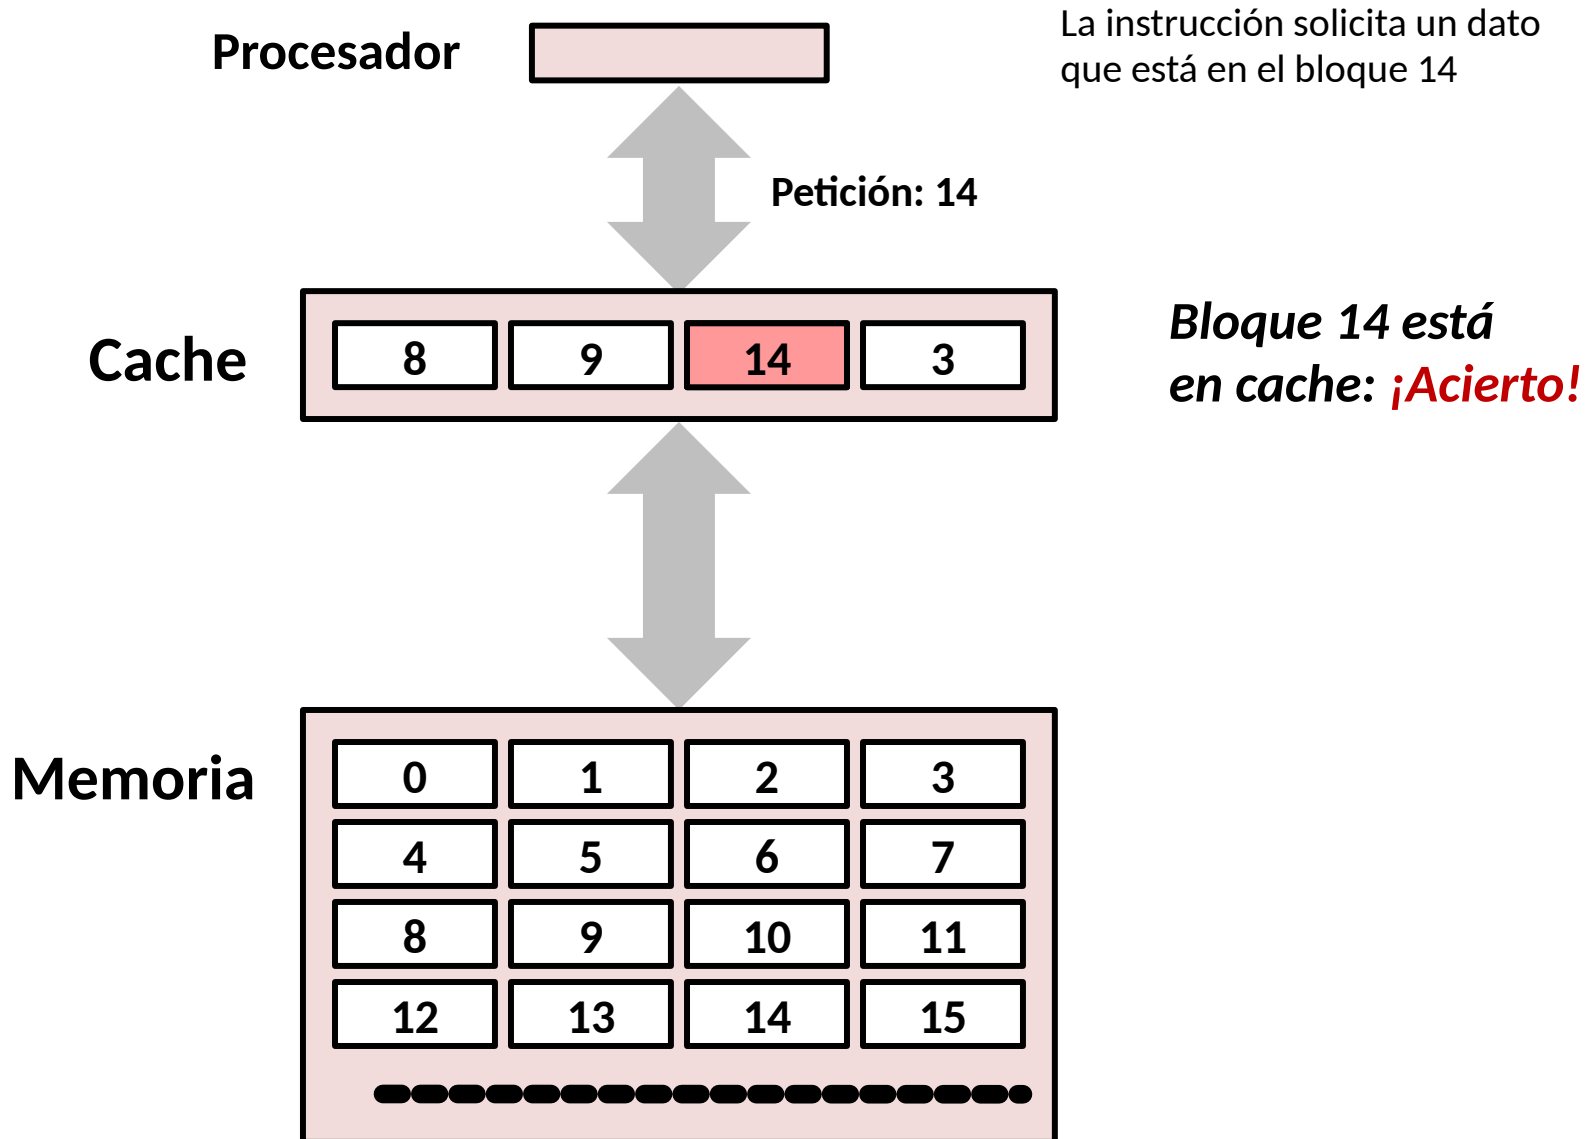 Procesador
La instrucción solicita un dato
que está en el bloque 14
Petición: 14
Cache
8 9 14 3
Bloque 14 está
en cache: ¡Acierto!
Memoria
0 1 2 3
4 5 6 7
8 9 10 11
12 13 14 15